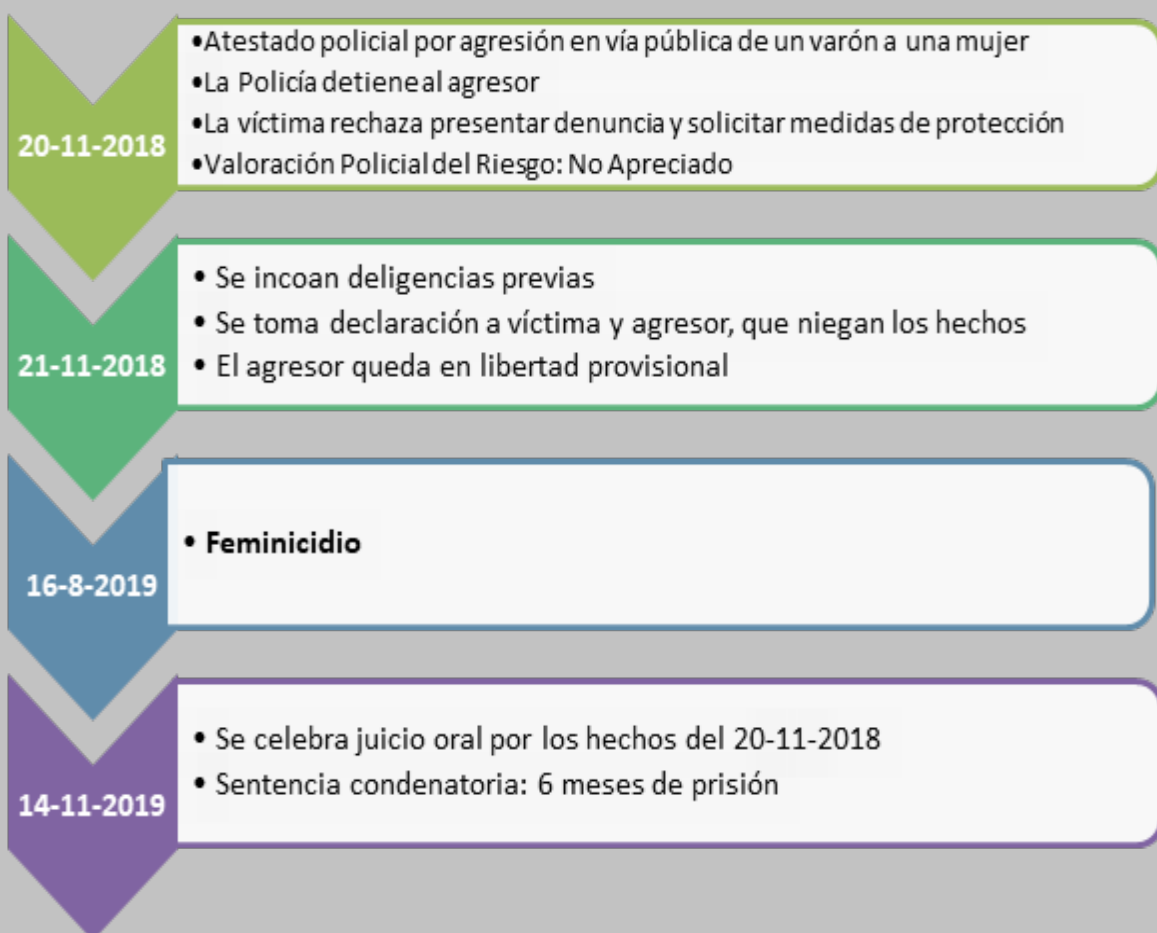 20-11-2018
•Atestado policial por agresión en vía pública de un varón a una mujer
•La Policía detiene al agresor
•La víctima rechaza presentar denuncia y solicitar medidas de protección
•Valoración Policial del Riesgo: No Apreciado
21-11-2018
• Se incoan deligencias previas
• Se toma declaración a víctima y agresor, que niegan los hechos
• El agresor queda en libertad provisional
16-8-2019
• Feminicidio
14-11-2019
• Se celebra juicio oral por los hechos del 20-11-2018
• Sentencia condenatoria: 6 meses de prisión